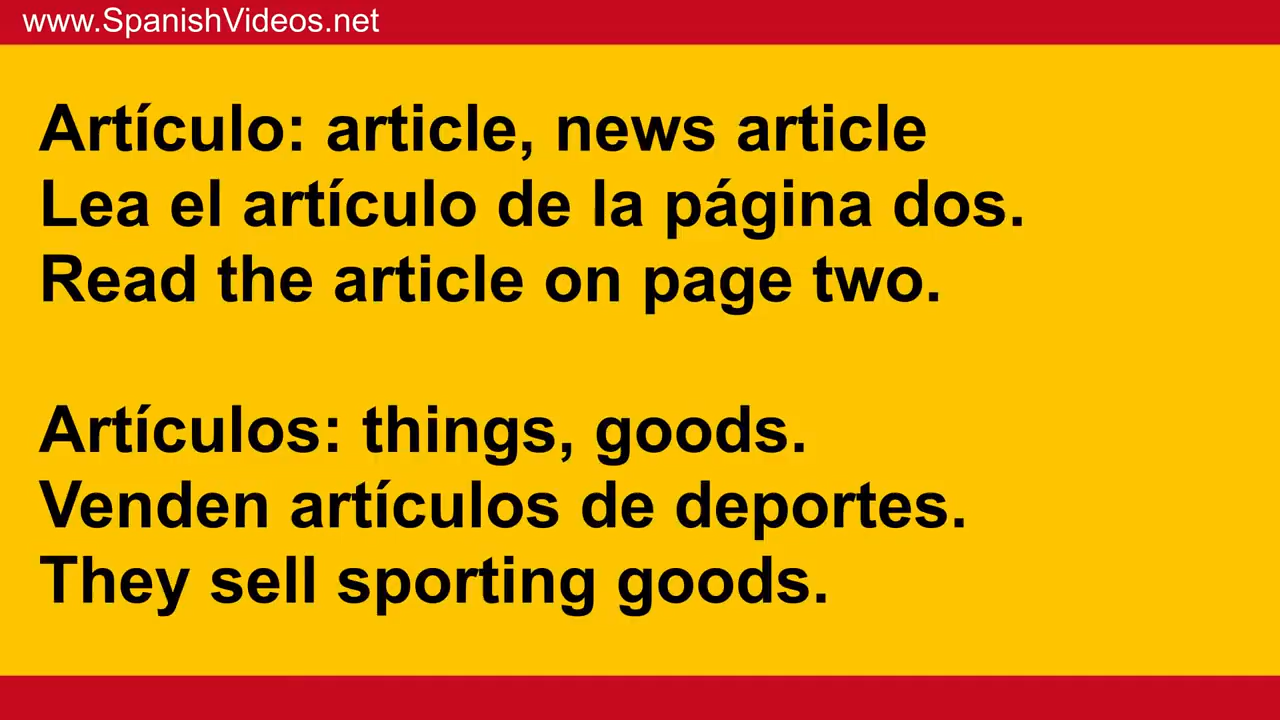 www.SpanishVideos.net
Artículo: article, news article
Lea el artículo de la página dos.
Read the article on page two.
Artículos: things, goods.
Venden artículos de deportes.
They sell sporting goods.